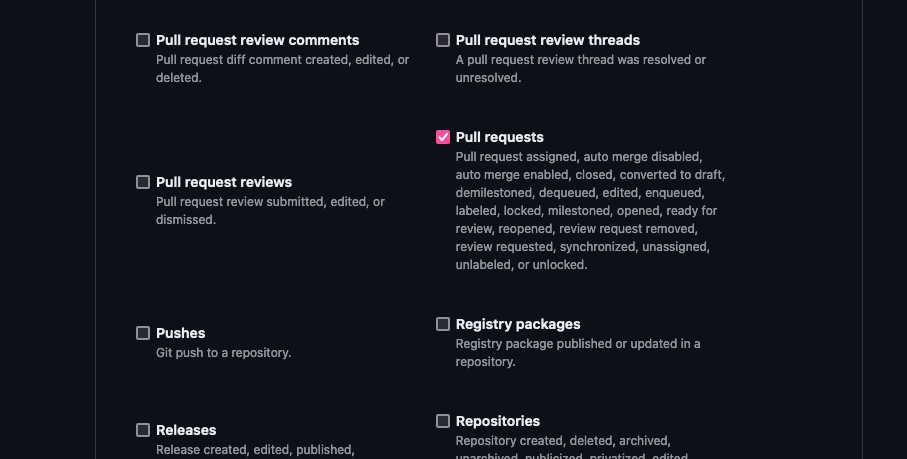 Pull request review comments
Pull request diff comment created, edited, or
deleted.
Pull request review threads
A pull request review thread was resolved or
unresolved.
Pull request reviews
Pull request review submitted, edited, or
dismissed.
Pull requests
Pull request assigned, auto merge disabled,
auto merge enabled, closed, converted to draft,
demilestoned, dequeued, edited, enqueued,
labeled, locked, milestoned, opened, ready for
review, reopened, review request removed,
review requested, synchronized, unassigned,
unlabeled, or unlocked.
Pushes
Git push to a repository.
Registry packages
Registry package published or updated in a
repository.
Releases
Release created, edited, published,
Repositories
Repository created, deleted, archived,
unarchived, publicized, privatized, edited,